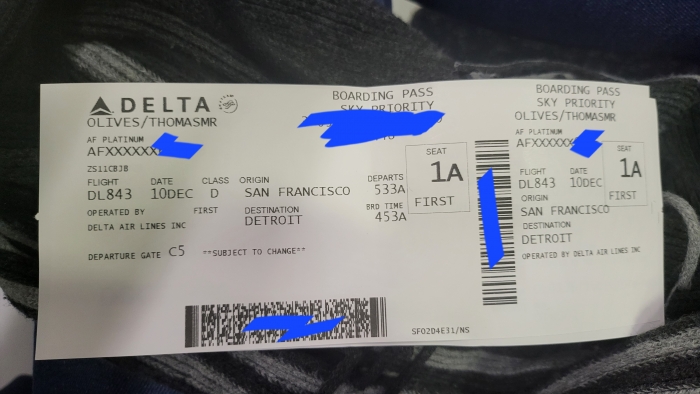 DELTA
OLIVES/THOMASMR
AF PLATINUM
AFXXXXXX
ZS11CBJB
BOARDING PASS
SKY PRIORITY
FLIGHT DATE CLASS ORIGIN DEPARTS
DL843 10DEC D SAN FRANCISCO 533A
OPERATED BY FIRST DESTINATION BRD TIME
DELTA AIR LINES INC DETROIT 453A
DEPARTURE GATE C5 **SUBJECT TO CHANGE**
SEAT
1A
FIRST
SF02D4E31/NS
BOARDING PASS
SKY PRIORITY
OLIVES/THOMASMR
AF PLATINUM
AFXXXXXX
SEAT
1A
FIRST
FLIGHT DATE
DL843 10DEC
ORIGIN
SAN FRANCISCO
DESTINATION
DETROIT
OPERATED BY DELTA AIR LINES INC